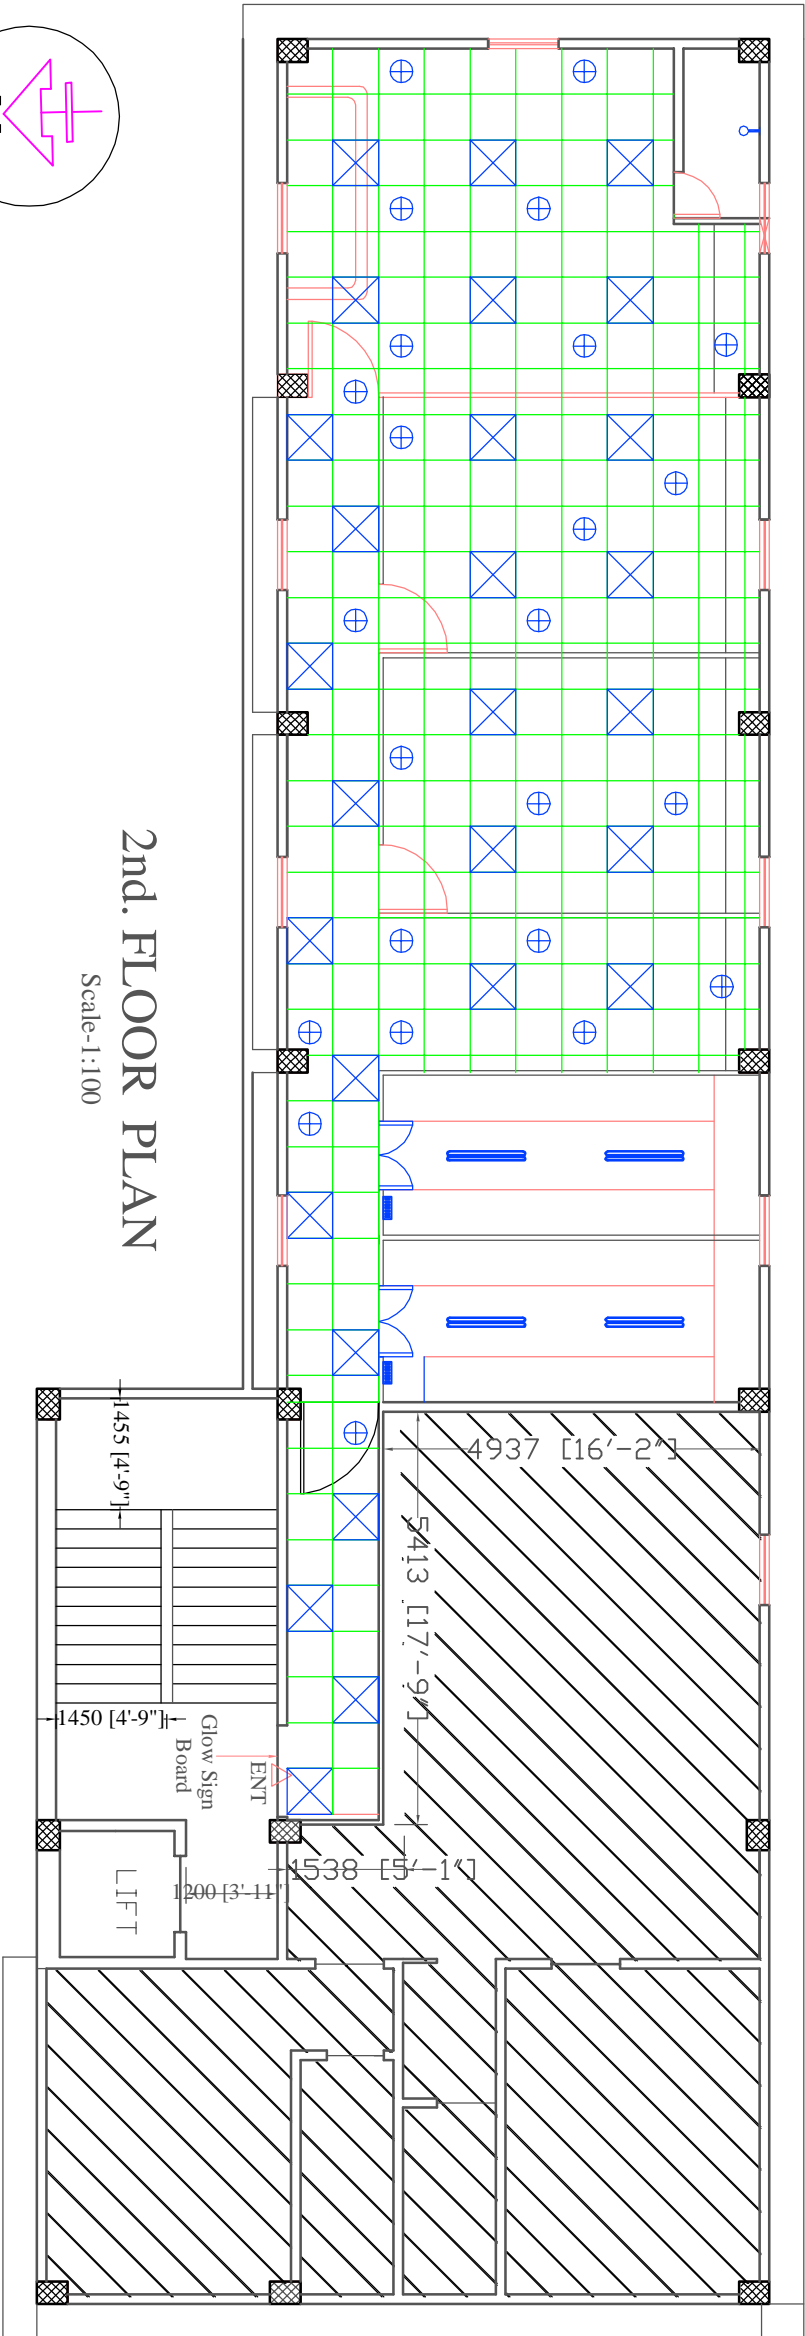 2nd. FLOOR PLAN
Scale-1:100
1455 [4'-9"]
4937 [16'-2"]
5413 [17'-9"]
1450 [4'-9"]
Glow Sign
Board
ENT
1538 [5'-1"]
1200 [3'-11"]
LIFT